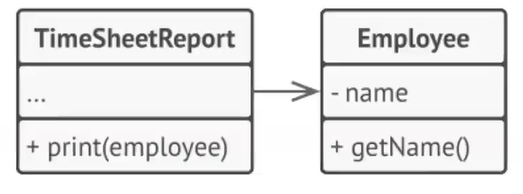 TimeSheetReport
...
+ print(employee)
Employee
- name
+ getName()